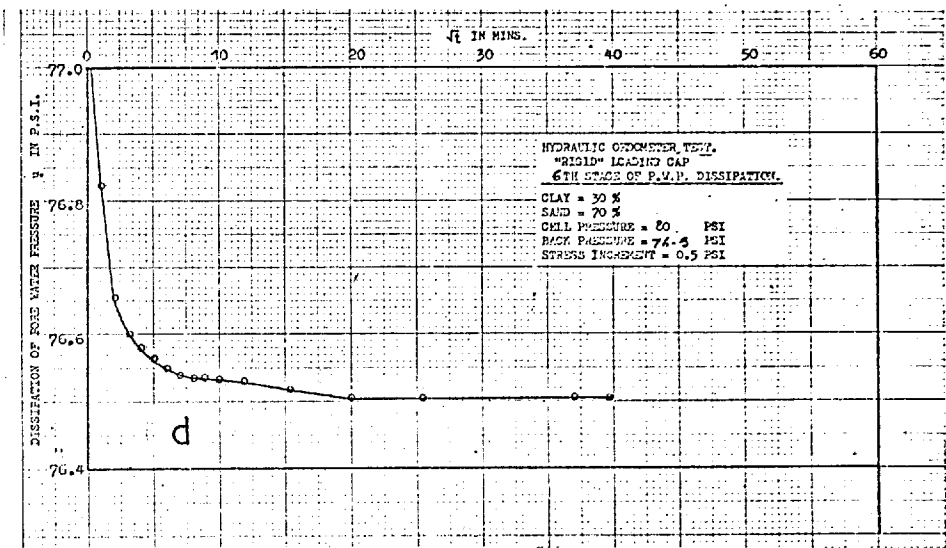 √t IN MINS.
0 10 20 30 40 50 60
77.0
76.8
76.6
76.4
DISSIPATION OF PORE WATER PRESSURE u IN P.S.I.
HYDRAULIC OEDOMETER TEST.
"RIGID" LOADING CAP
6TH STAGE OF P.W.P. DISSIPATION.
CLAY = 30 %
SAND = 70 %
CELL PRESSURE = 80 PSI
BACK PRESSURE = 76.5 PSI
STRESS INCREMENT = 0.5 PSI
d